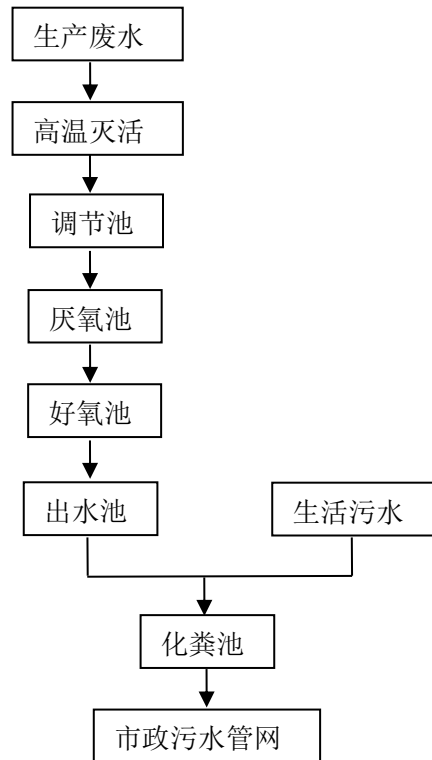 生产废水
高温灭活
调节池
厌氧池
好氧池
出水池
生活污水
化粪池
市政污水管网